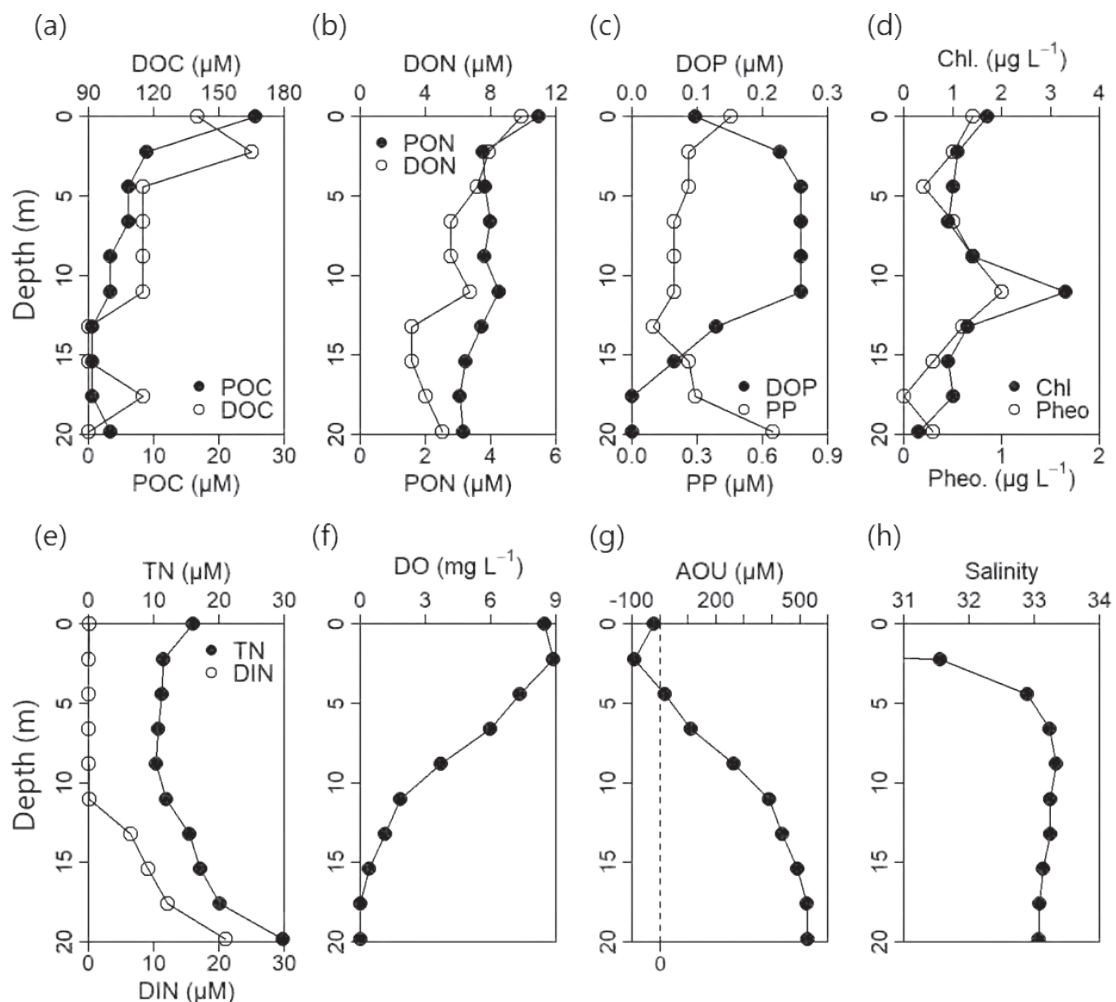 (a) (b) (c) (d)
DOC (µM) DON (µM) DOP (µM) Chl. (µg L⁻¹)
90 120 150 180 0 4 8 12 0.0 0.1 0.2 0.3 0 1 2 3 4
Depth (m)
0
5
10
15
20
PON
DON
POC
DOC
DOP
PP
Chl
Pheo
0 10 20 30 0 2 4 6 0.0 0.3 0.6 0.9 0 1 2
POC (µM) PON (µM) PP (µM) Pheo. (µg L⁻¹)
(e) (f) (g) (h)
TN (µM) DO (mg L⁻¹) AOU (µM) Salinity
0 10 20 30 0 3 6 9 -100 200 500 31 32 33 34
Depth (m)
0
5
10
15
20
TN
DIN
0 10 20 30 0
DIN (µM)